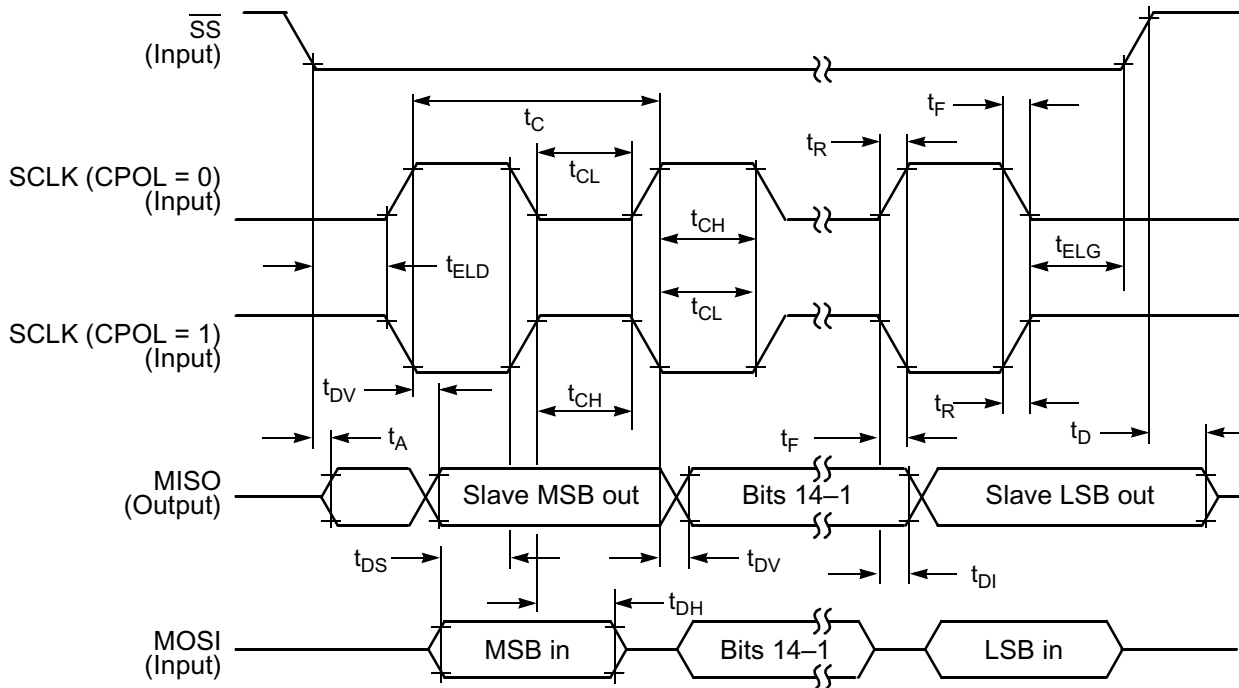 SS
(Input)
t_F
t_C
t_R
SCLK (CPOL = 0)
(Input)
t_CL
t_CH
t_ELD
t_ELG
t_CL
SCLK (CPOL = 1)
(Input)
t_DV
t_CH
t_R
t_A
t_F
t_D
MISO
(Output)
Slave MSB out
Bits 14–1
Slave LSB out
t_DS
t_DV
t_DI
t_DH
MOSI
(Input)
MSB in
Bits 14–1
LSB in